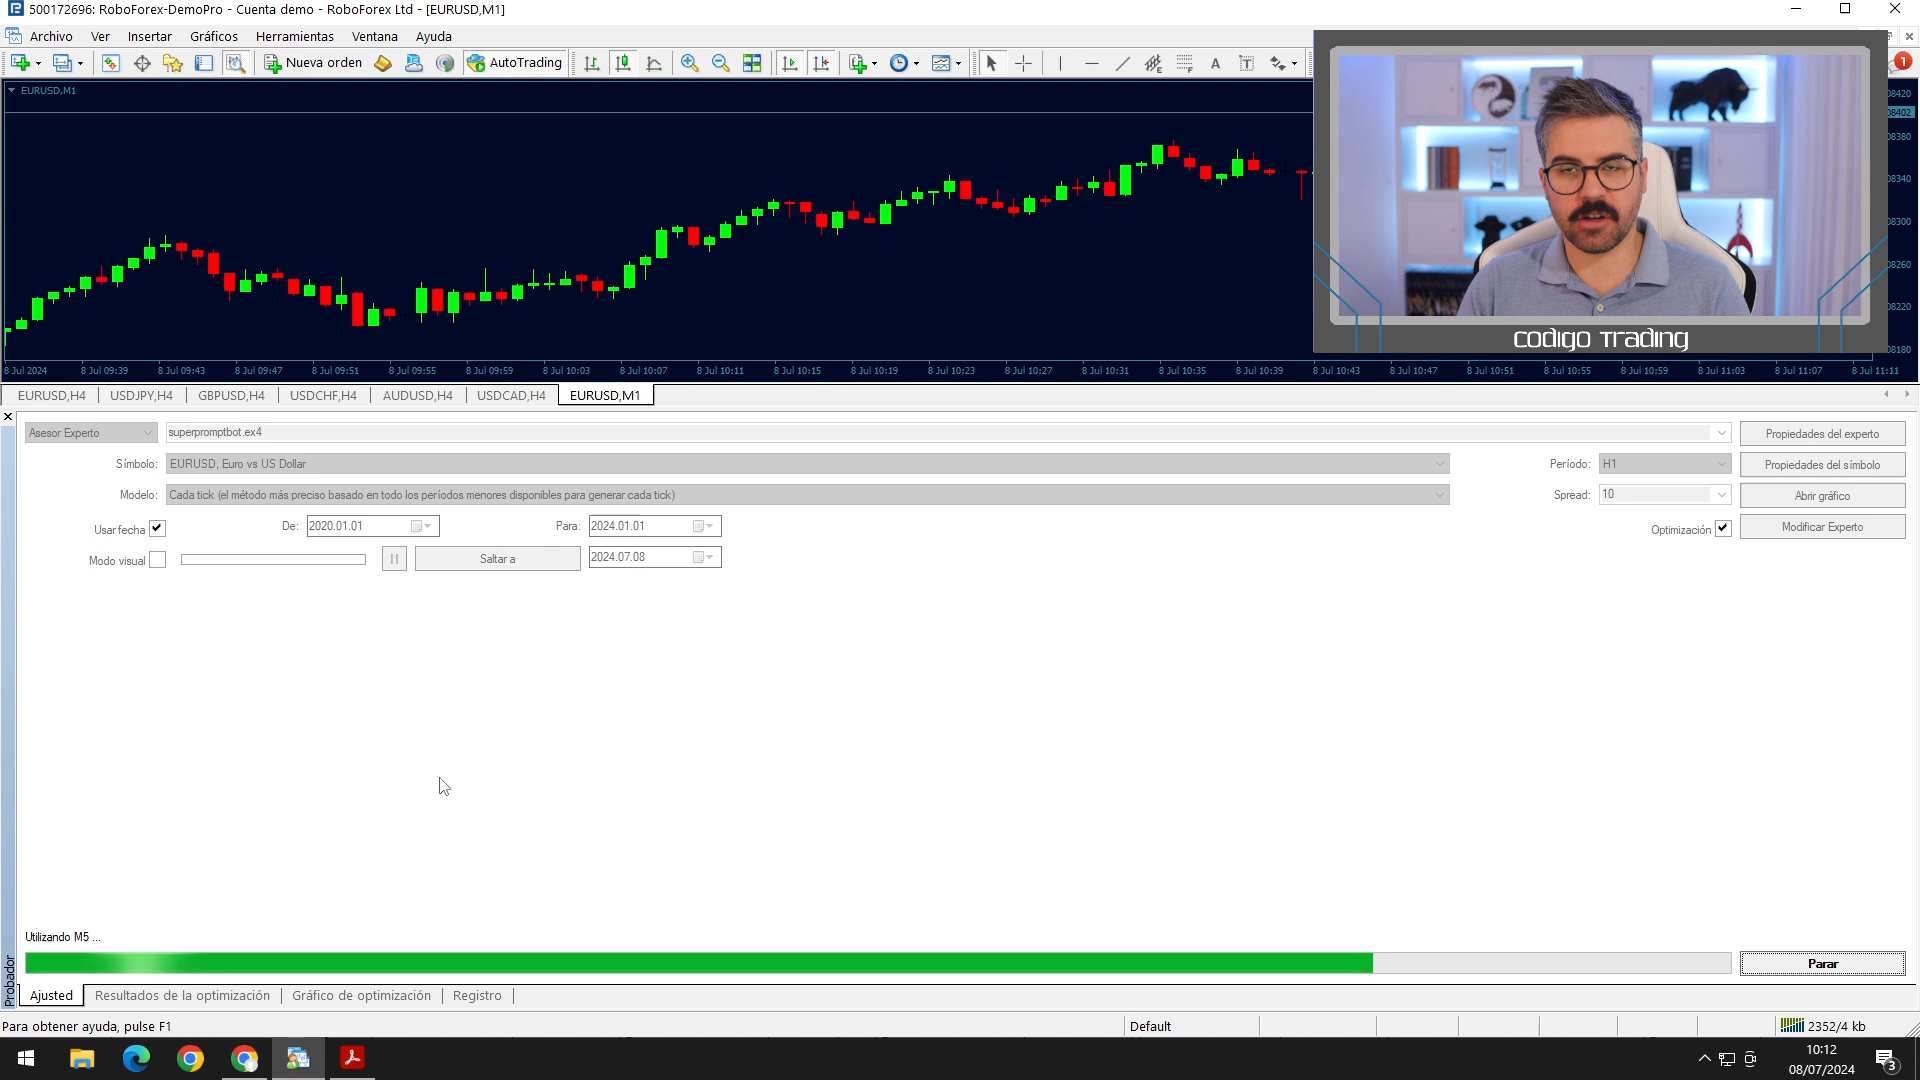 500172696: RoboForex-DemoPro - Cuenta demo - RoboForex Ltd - [EURUSD,M1]
Archivo Ver Insertar Gráficos Herramientas Ventana Ayuda
Nueva orden AutoTrading A T 1
EURUSD,M1
08420
08402
08380
08340
08300
08260
08220
08180
CODIGO TRADING
8 Jul 2024 8 Jul 09:39 8 Jul 09:43 8 Jul 09:47 8 Jul 09:51 8 Jul 09:55 8 Jul 09:59 8 Jul 10:03 8 Jul 10:07 8 Jul 10:11 8 Jul 10:15 8 Jul 10:19 8 Jul 10:23 8 Jul 10:27 8 Jul 10:31 8 Jul 10:35 8 Jul 10:39 8 Jul 10:43 8 Jul 10:47 8 Jul 10:51 8 Jul 10:55 8 Jul 10:59 8 Jul 11:03 8 Jul 11:07 8 Jul 11:11
EURUSD,H4 USDJPY,H4 GBPUSD,H4 USDCHF,H4 AUDUSD,H4 USDCAD,H4 EURUSD,M1
Asesor Experto superpromptbot.ex4 Propiedades del experto
Símbolo: EURUSD, Euro vs US Dollar Período: H1 Propiedades del símbolo
Modelo: Cada tick (el método más preciso basado en todo los períodos menores disponibles para generar cada tick) Spread: 10 Abrir gráfico
Usar fecha De: 2020.01.01 Para: 2024.01.01 Optimización Modificar Experto
Modo visual Saltar a 2024.07.08
Utilizando M5 ...
Parar
Probador
Ajusted Resultados de la optimización Gráfico de optimización Registro
Para obtener ayuda, pulse F1 Default 2352/4 kb
10:12
08/07/2024
3